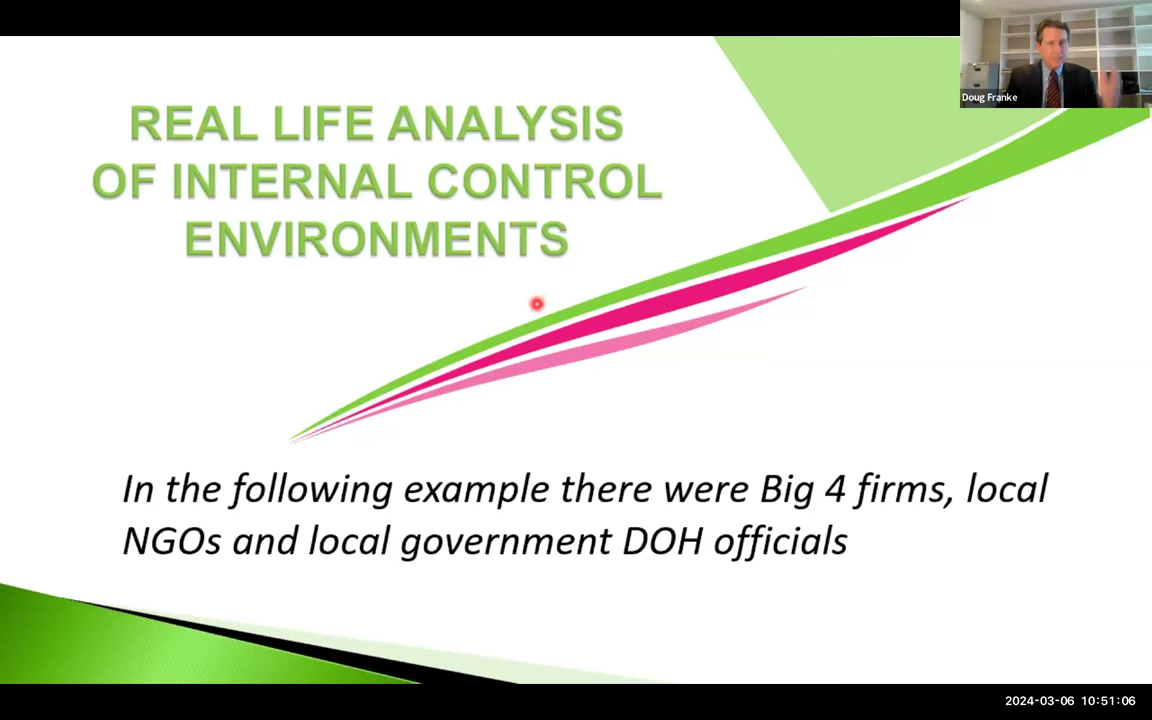 Doug Franke
REAL LIFE ANALYSIS
OF INTERNAL CONTROL
ENVIRONMENTS
In the following example there were Big 4 firms, local
NGOs and local government DOH officials
2024-03-06 10:51:06